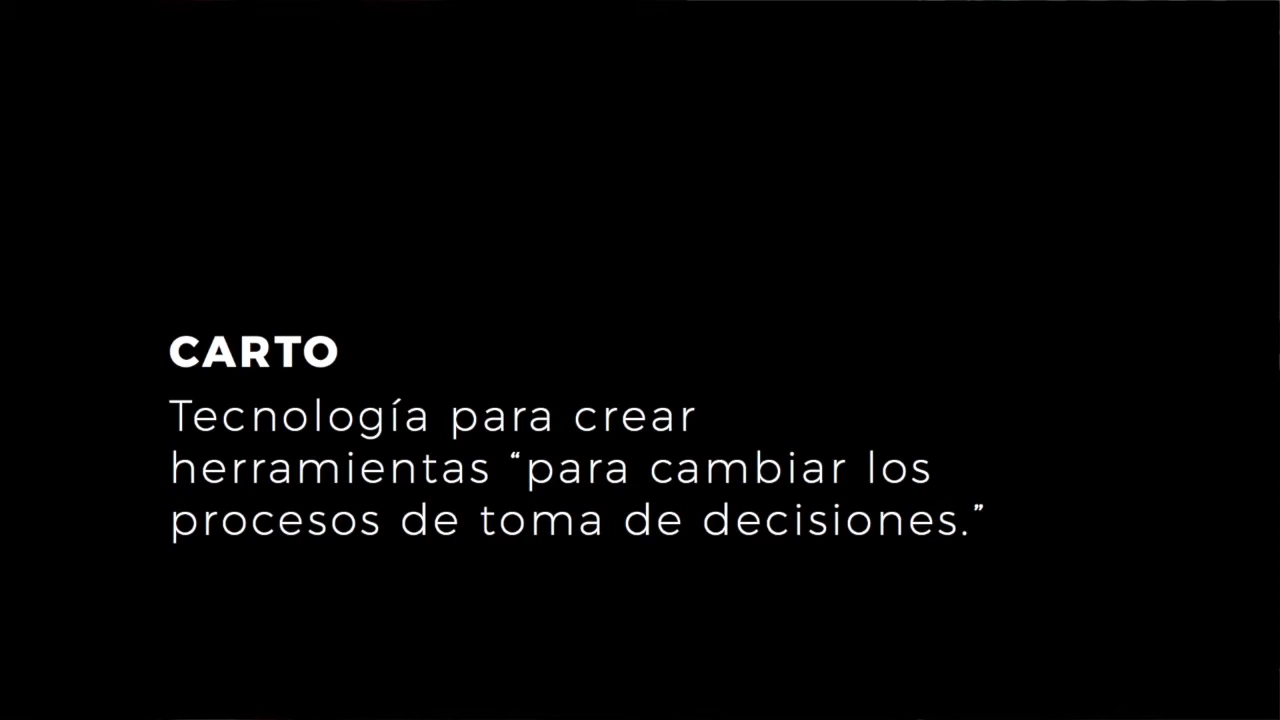 CARTO
Tecnología para crear
herramientas “para cambiar los
procesos de toma de decisiones.”